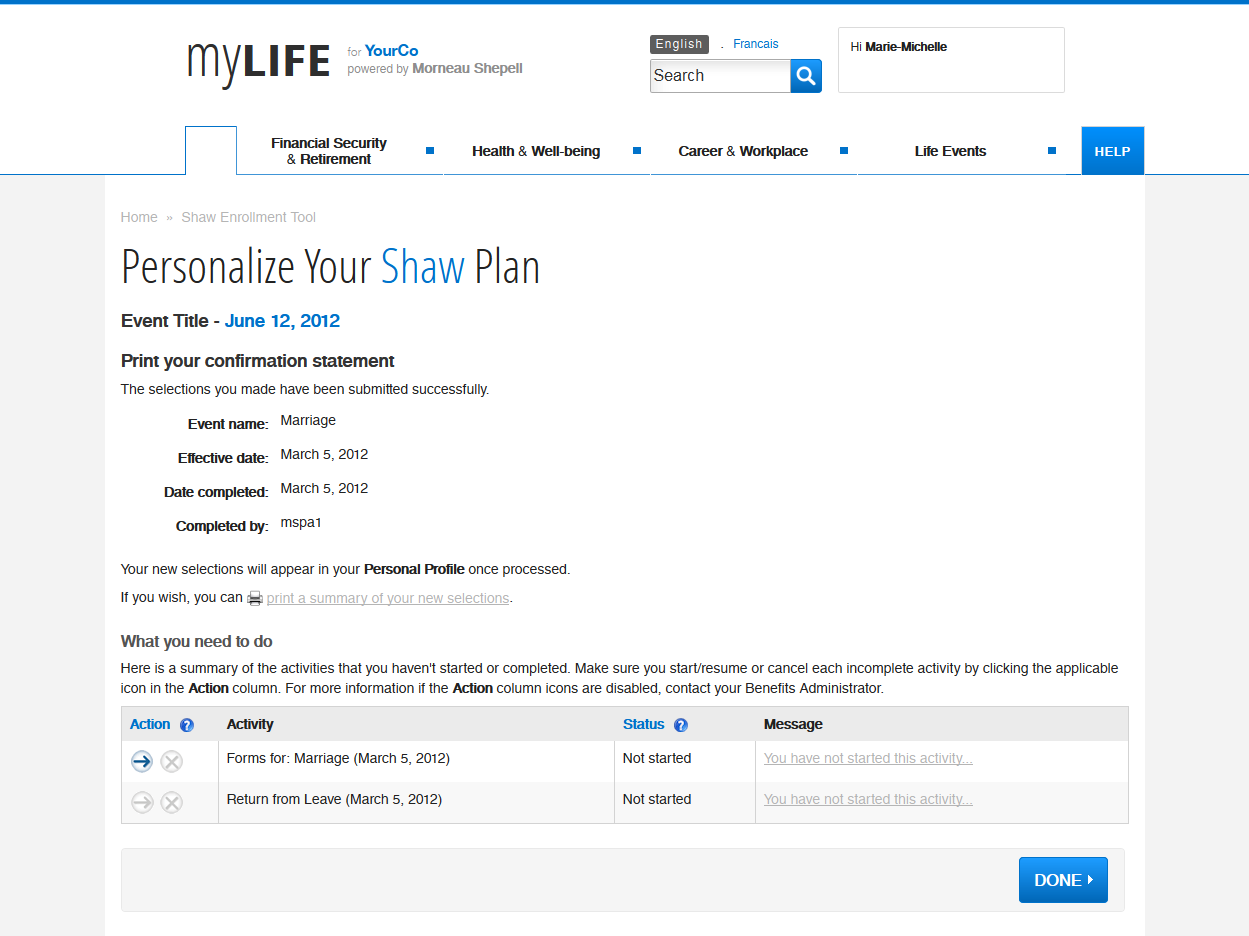 myLIFE for YourCo
powered by Morneau Shepell
English . Francais
Search
Hi Marie-Michelle
Financial Security
& Retirement
Health & Well-being
Career & Workplace
Life Events
HELP
Home » Shaw Enrollment Tool
Personalize Your Shaw Plan
Event Title - June 12, 2012
Print your confirmation statement
The selections you made have been submitted successfully.
Event name: Marriage
Effective date: March 5, 2012
Date completed: March 5, 2012
Completed by: mspa1
Your new selections will appear in your Personal Profile once processed.
If you wish, you can print a summary of your new selections.
What you need to do
Here is a summary of the activities that you haven't started or completed. Make sure you start/resume or cancel each incomplete activity by clicking the applicable
icon in the Action column. For more information if the Action column icons are disabled, contact your Benefits Administrator.
Action ? Activity Status ? Message
Forms for: Marriage (March 5, 2012) Not started You have not started this activity...
Return from Leave (March 5, 2012) Not started You have not started this activity...
DONE